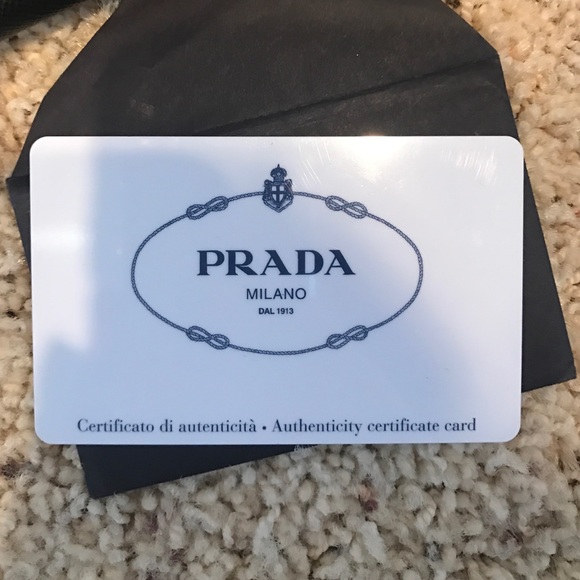 PRADA
MILANO
DAL 1913
Certificato di autenticità • Authenticity certificate card